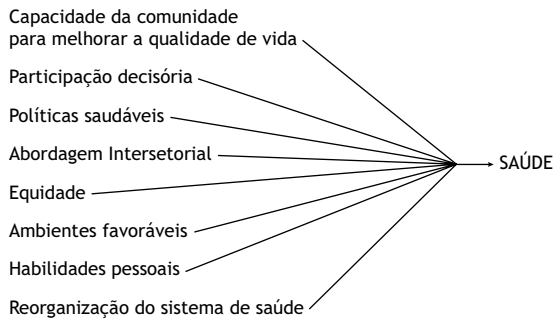 Capacidade da comunidade
para melhorar a qualidade de vida
Participação decisória
Políticas saudáveis
Abordagem Intersetorial
SAÚDE
Equidade
Ambientes favoráveis
Habilidades pessoais
Reorganização do sistema de saúde